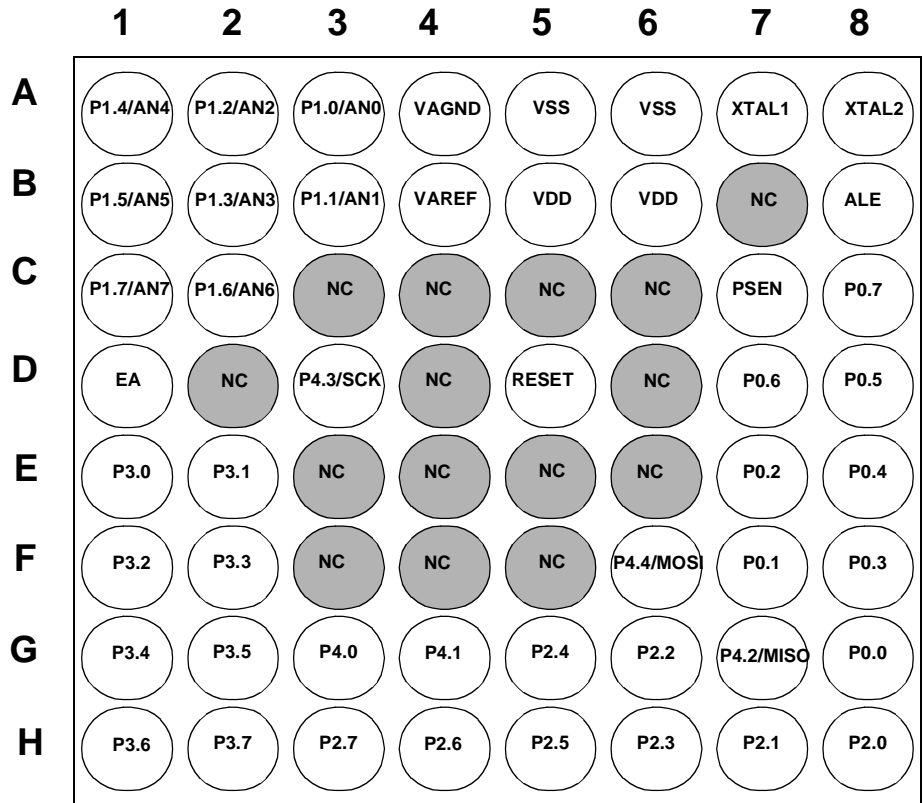 1 2 3 4 5 6 7 8
A P1.4/AN4 P1.2/AN2 P1.0/AN0 VAGND VSS VSS XTAL1 XTAL2
B P1.5/AN5 P1.3/AN3 P1.1/AN1 VAREF VDD VDD NC ALE
C P1.7/AN7 P1.6/AN6 NC NC NC NC PSEN P0.7
D EA NC P4.3/SCK NC RESET NC P0.6 P0.5
E P3.0 P3.1 NC NC NC NC P0.2 P0.4
F P3.2 P3.3 NC NC NC P4.4/MOSI P0.1 P0.3
G P3.4 P3.5 P4.0 P4.1 P2.4 P2.2 P4.2/MISO P0.0
H P3.6 P3.7 P2.7 P2.6 P2.5 P2.3 P2.1 P2.0